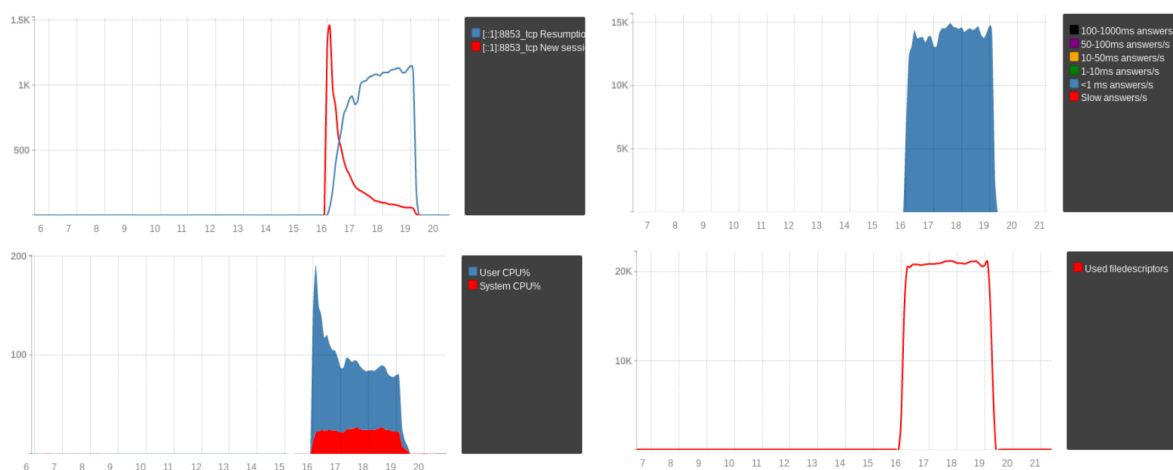 1.5K
1K
500
6 7 8 9 10 11 12 13 14 15 16 17 18 19 20
[::1]:8853_tcp Resumptio
[::1]:8853_tcp New sessi
15K
10K
5K
7 8 9 10 11 12 13 14 15 16 17 18 19 20 21
100-1000ms answers
50-100ms answers/s
10-50ms answers/s
1-10ms answers/s
<1 ms answers/s
Slow answers/s
200
100
6 7 8 9 10 11 12 13 14 15 16 17 18 19 20
User CPU%
System CPU%
20K
10K
7 8 9 10 11 12 13 14 15 16 17 18 19 20 21
Used filedescriptors